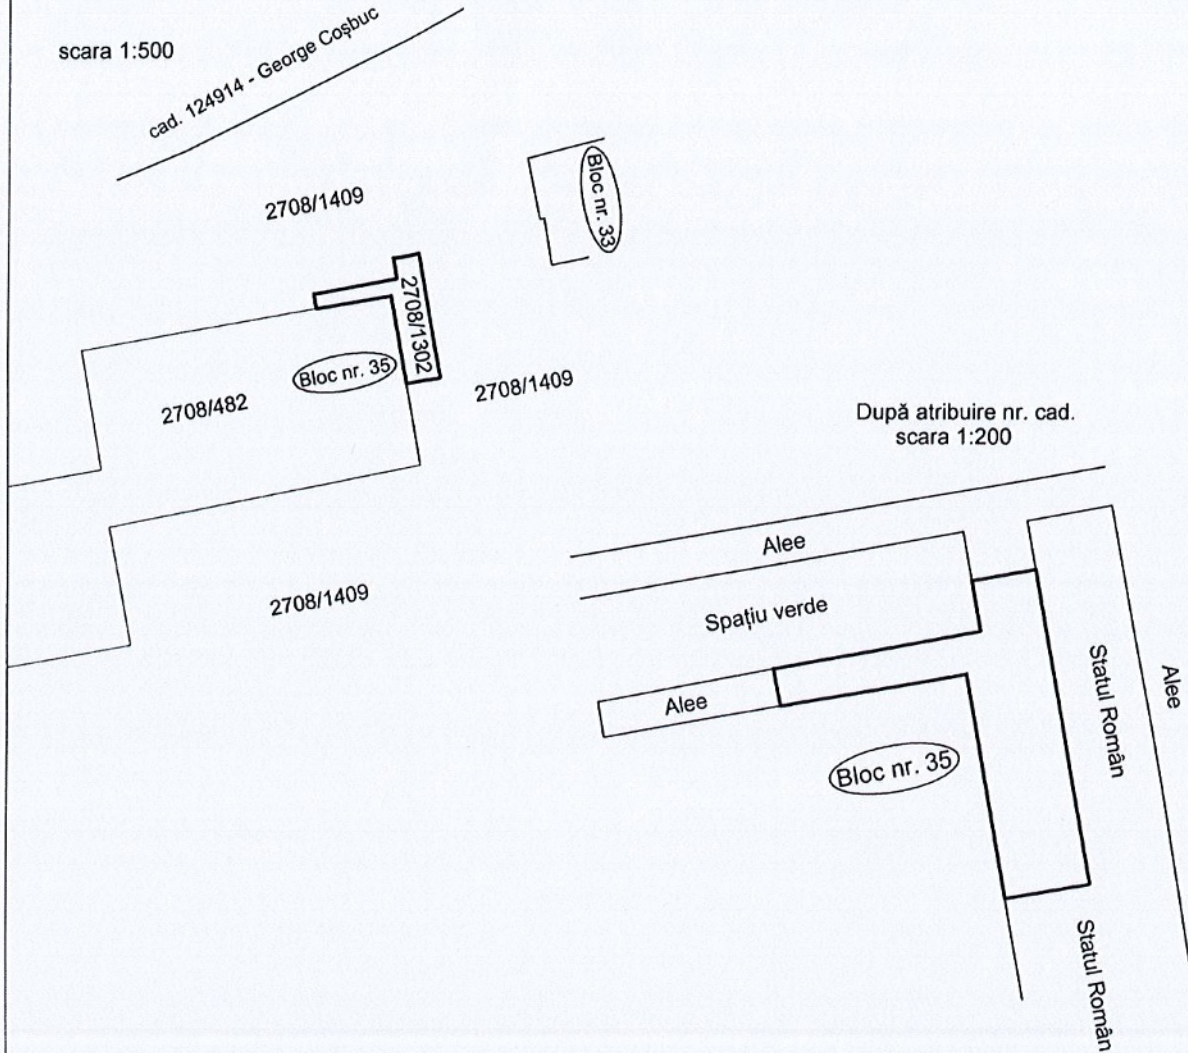 scara 1:500
cad. 124914 - George Coșbuc
2708/1409
Bloc nr. 33
2708/1302
Bloc nr. 35
2708/482
2708/1409
2708/1409
După atribuire nr. cad.
scara 1:200
Alee
Spațiu verde
Alee
Statul Român
Alee
Bloc nr. 35
Statul Român